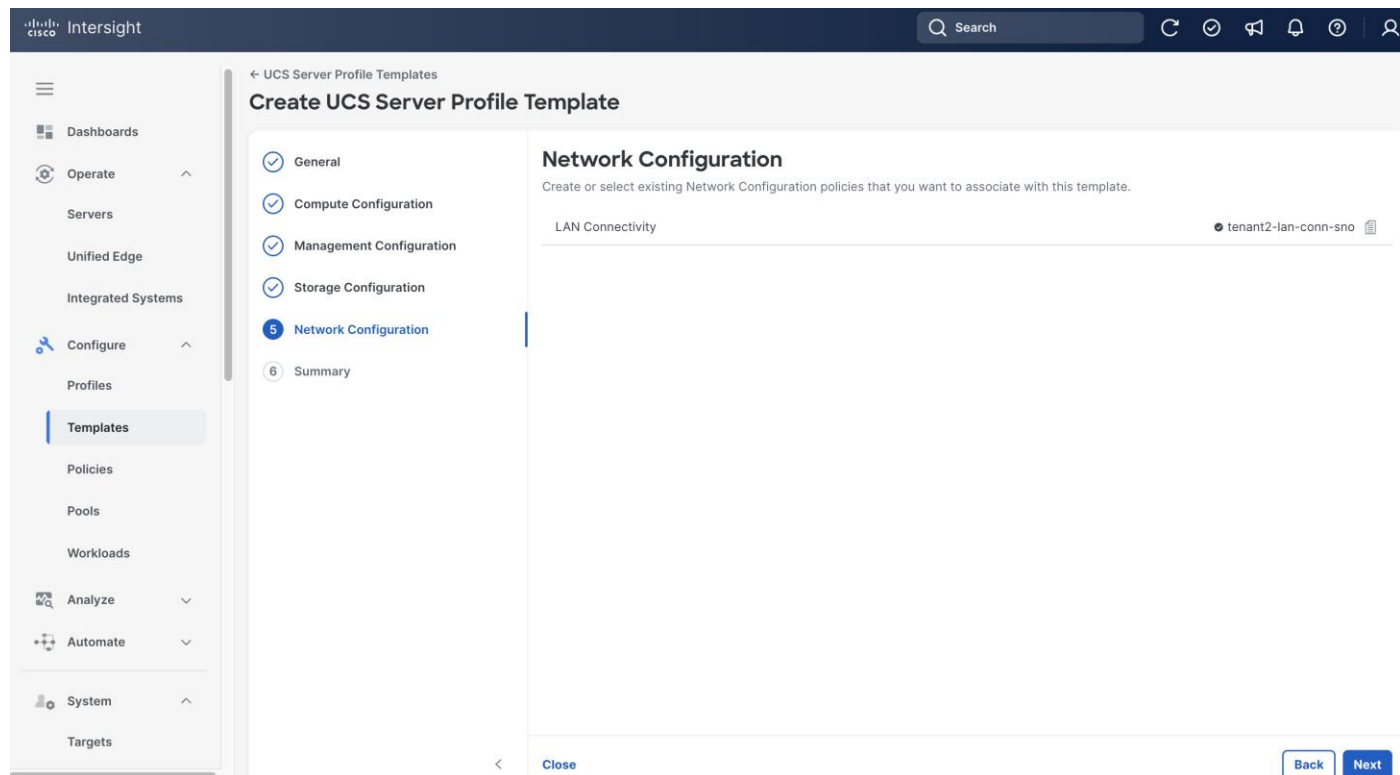 cisco Intersight
Search
Dashboards
Operate
Servers
Unified Edge
Integrated Systems
Configure
Profiles
Templates
Policies
Pools
Workloads
Analyze
Automate
System
Targets
← UCS Server Profile Templates
Create UCS Server Profile Template
General
Compute Configuration
Management Configuration
Storage Configuration
5 Network Configuration
6 Summary
Network Configuration
Create or select existing Network Configuration policies that you want to associate with this template.
LAN Connectivity tenant2-lan-conn-sno
Close Back Next